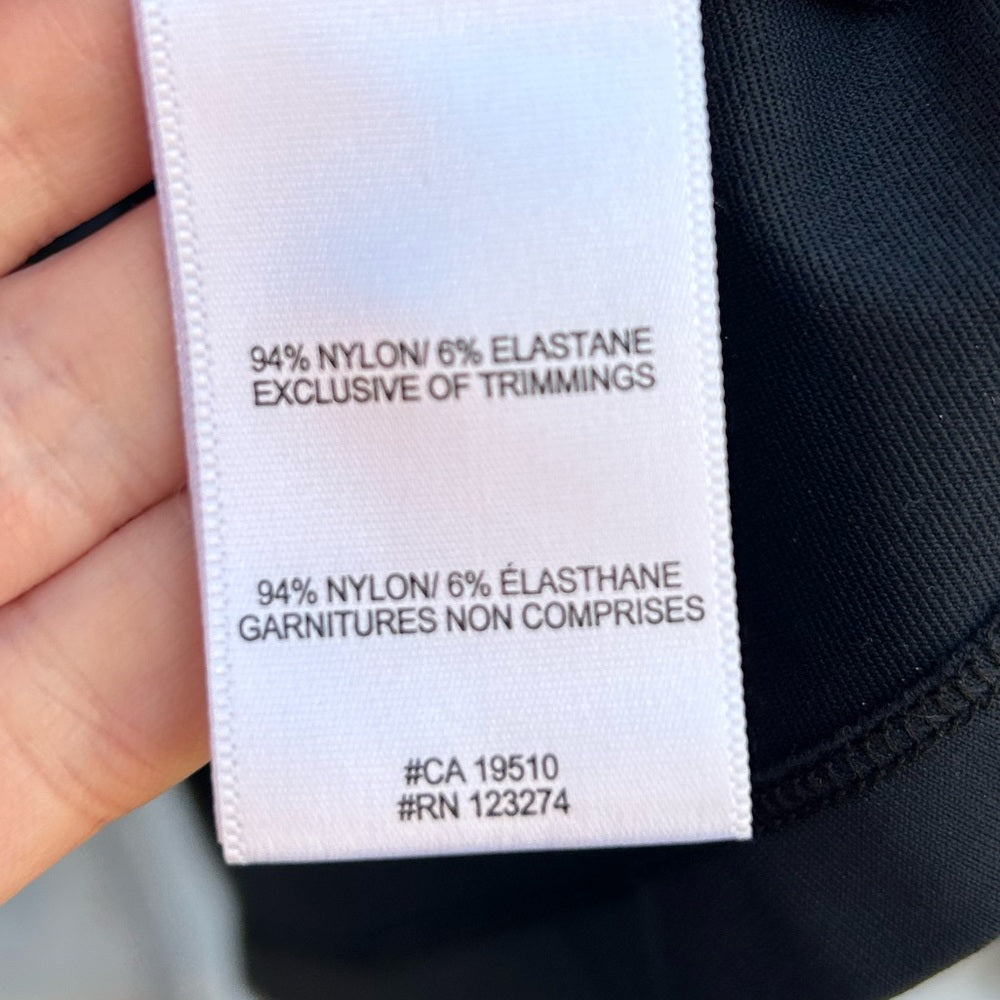 94% NYLON/ 6% ELASTANE
EXCLUSIVE OF TRIMMINGS
94% NYLON/ 6% ÉLASTHANE
GARNITURES NON COMPRISES
#CA 19510
#RN 123274